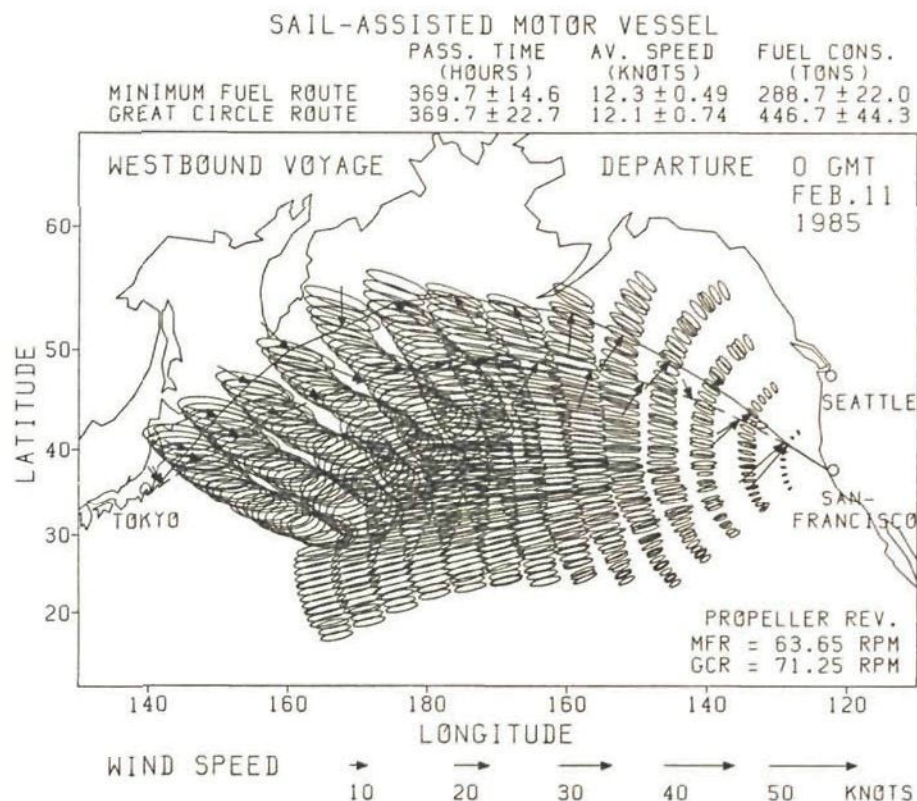 SAIL-ASSISTED MOTOR VESSEL
PASS. TIME AV. SPEED FUEL CONS.
(HOURS) (KNOTS) (TONS)
MINIMUM FUEL ROUTE 369.7 ± 14.6 12.3 ± 0.49 288.7 ± 22.0
GREAT CIRCLE ROUTE 369.7 ± 22.7 12.1 ± 0.74 446.7 ± 44.3
WESTBOUND VOYAGE DEPARTURE 0 GMT
FEB.11
1985
60
50
40
30
20
LATITUDE
SEATTLE
SAN-
FRANCISCO
TOKYO
PROPELLER REV.
MFR = 63.65 RPM
GCR = 71.25 RPM
140 160 180 160 140 120
LONGITUDE
WIND SPEED
10 20 30 40 50 KNOTS